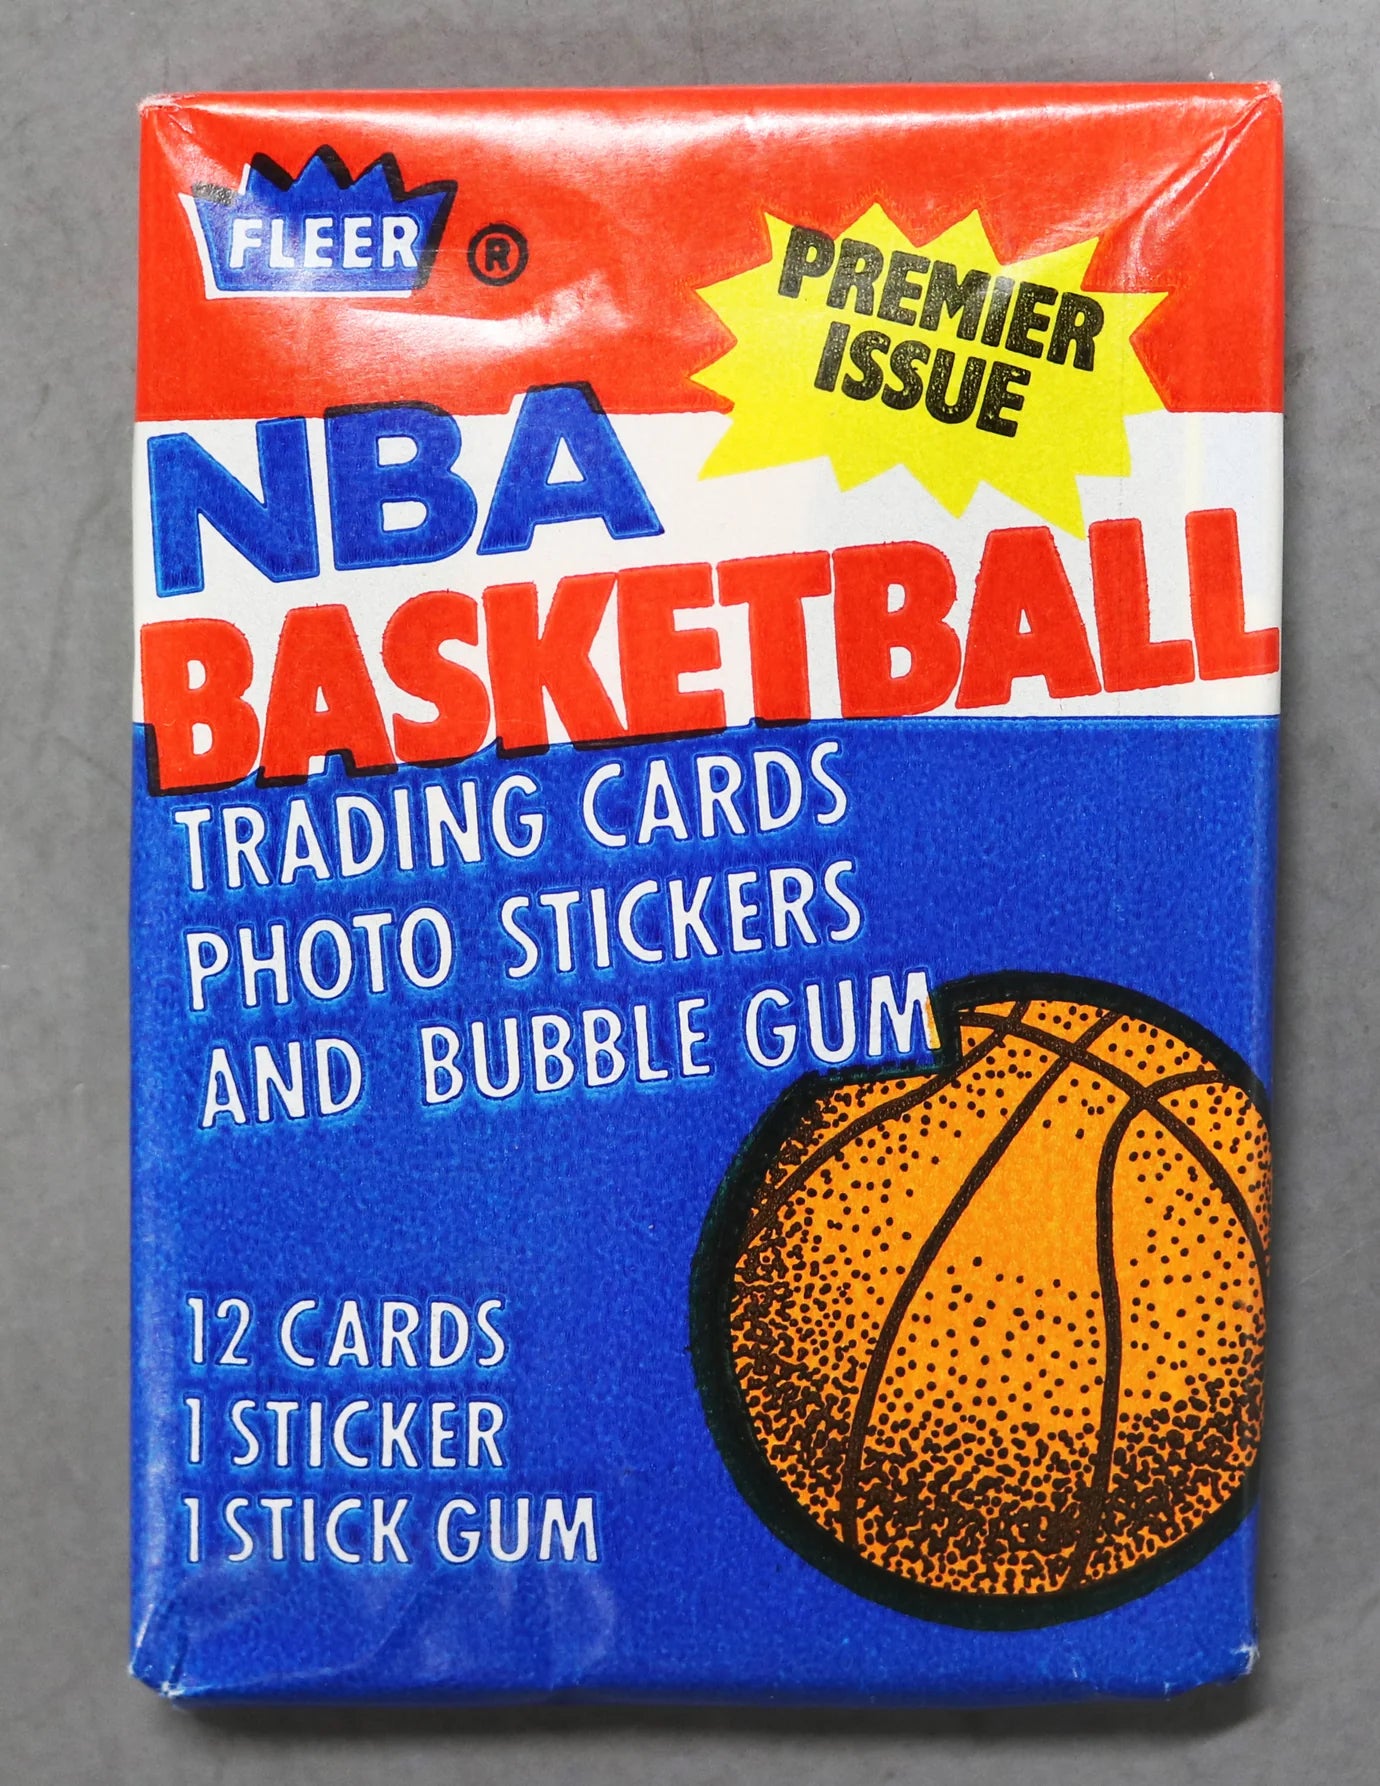 FLEER ®
PREMIER
ISSUE
NBA
BASKETBALL
TRADING CARDS
PHOTO STICKERS
AND BUBBLE GUM
12 CARDS
1 STICKER
1 STICK GUM